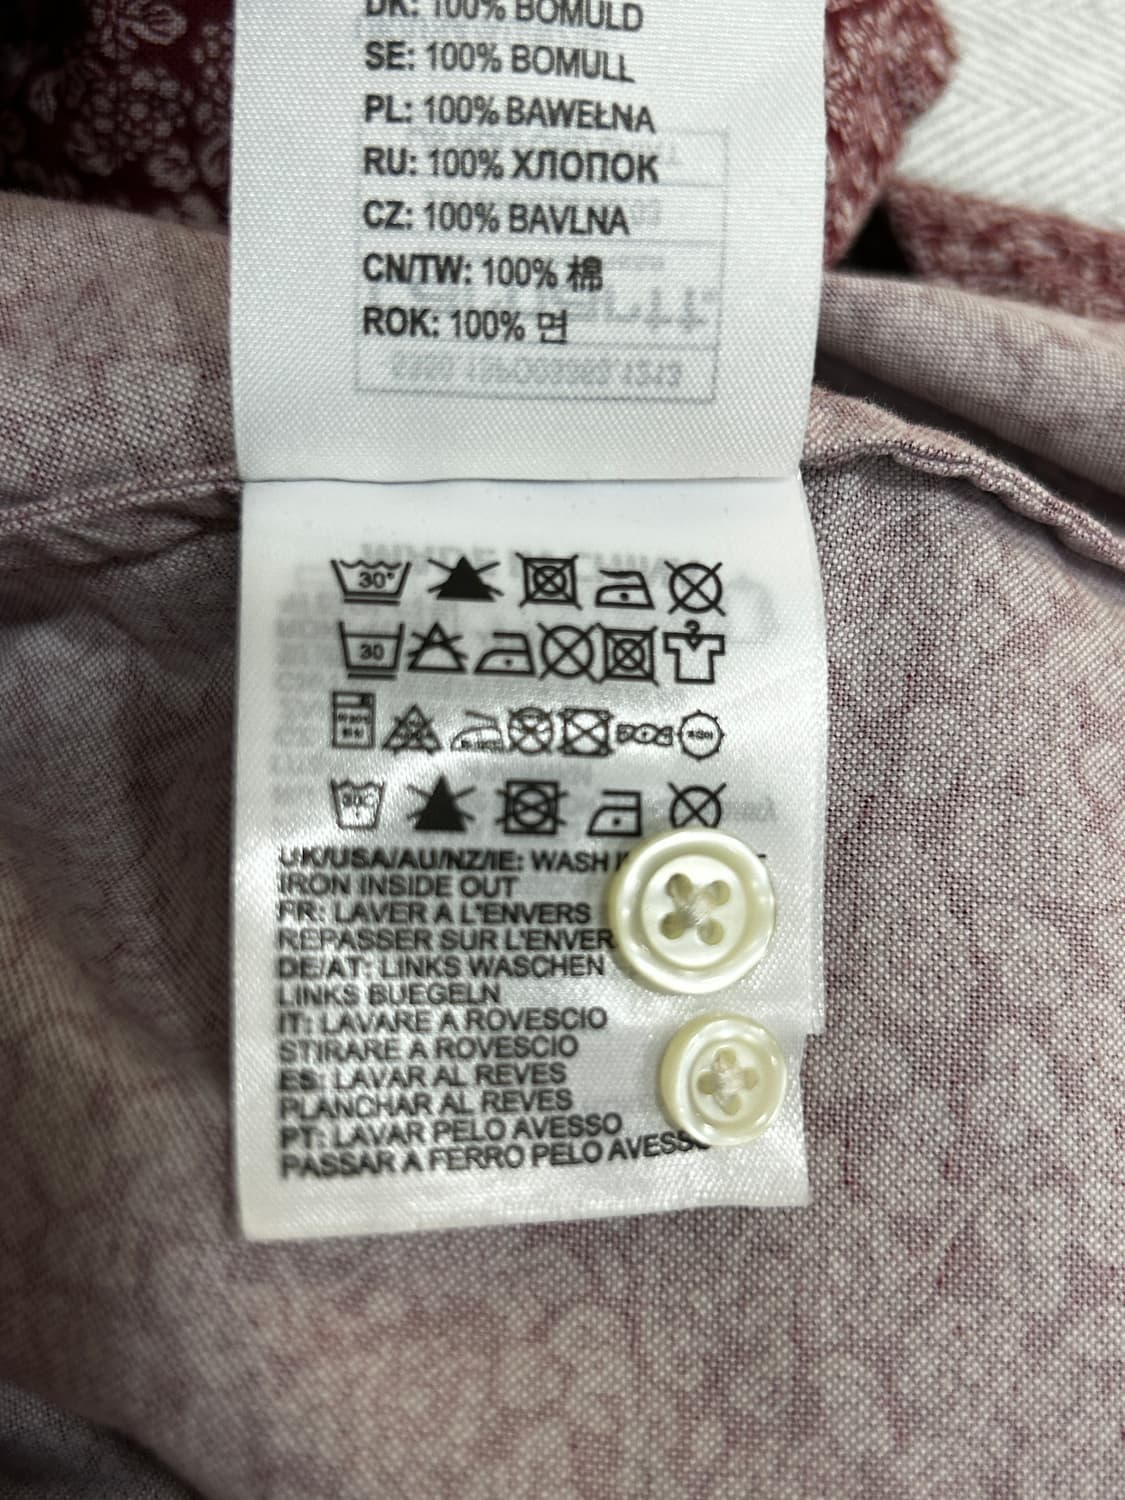 DK: 100% BOMULD
SE: 100% BOMULL
PL: 100% BAWEŁNA
RU: 100% ХЛОПОК
CZ: 100% BAVLNA
CN/TW: 100% 棉
ROK: 100% 면
30°
30
30C
UK/USA/AU/NZ/IE: WASH
IRON INSIDE OUT
FR: LAVER A L'ENVERS
REPASSER SUR L'ENVER
DE/AT: LINKS WASCHEN
LINKS BUEGELN
IT: LAVARE A ROVESCIO
STIRARE A ROVESCIO
ES: LAVAR AL REVES
PLANCHAR AL REVES
PT: LAVAR PELO AVESSO
PASSAR A FERRO PELO AVESSO